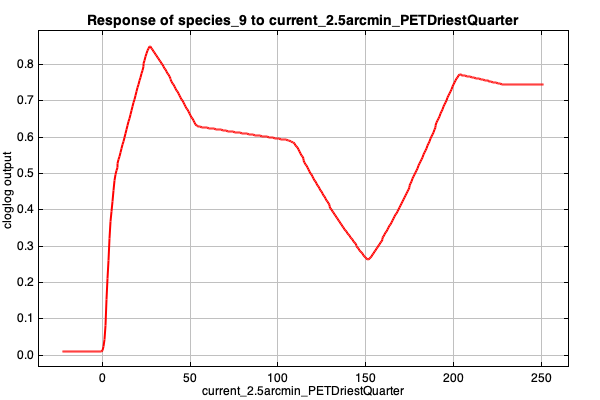 Response of species_9 to current_2.5arcmin_PETDriestQuarter
cloglog output
0.8
0.7
0.6
0.5
0.4
0.3
0.2
0.1
0.0
0 50 100 150 200 250
current_2.5arcmin_PETDriestQuarter